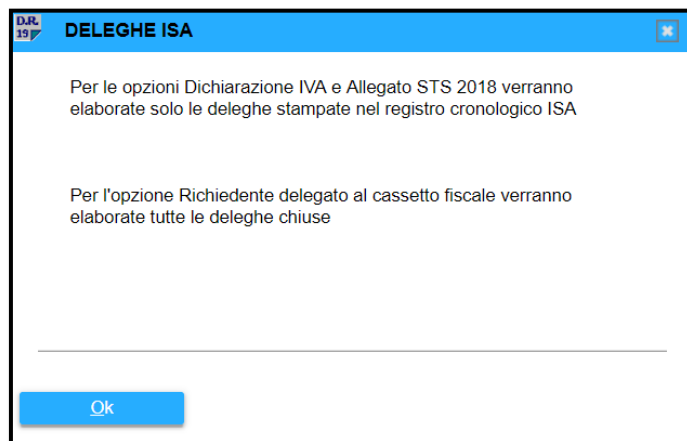 D.R.
19
DELEGHE ISA
Per le opzioni Dichiarazione IVA e Allegato STS 2018 verranno
elaborate solo le deleghe stampate nel registro cronologico ISA
Per l'opzione Richiedente delegato al cassetto fiscale verranno
elaborate tutte le deleghe chiuse
Ok